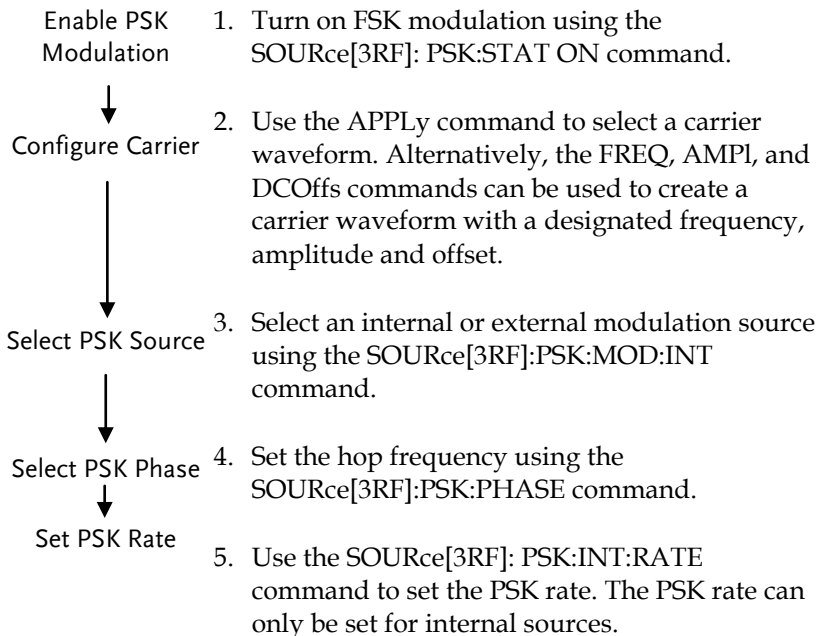 Enable PSK
Modulation
1. Turn on FSK modulation using the
SOURce[3RF]: PSK:STAT ON command.
Configure Carrier
2. Use the APPLy command to select a carrier
waveform. Alternatively, the FREQ, AMPl, and
DCOffs commands can be used to create a
carrier waveform with a designated frequency,
amplitude and offset.
Select PSK Source
3. Select an internal or external modulation source
using the SOURce[3RF]:PSK:MOD:INT
command.
Select PSK Phase
4. Set the hop frequency using the
SOURce[3RF]:PSK:PHASE command.
Set PSK Rate
5. Use the SOURce[3RF]: PSK:INT:RATE
command to set the PSK rate. The PSK rate can
only be set for internal sources.